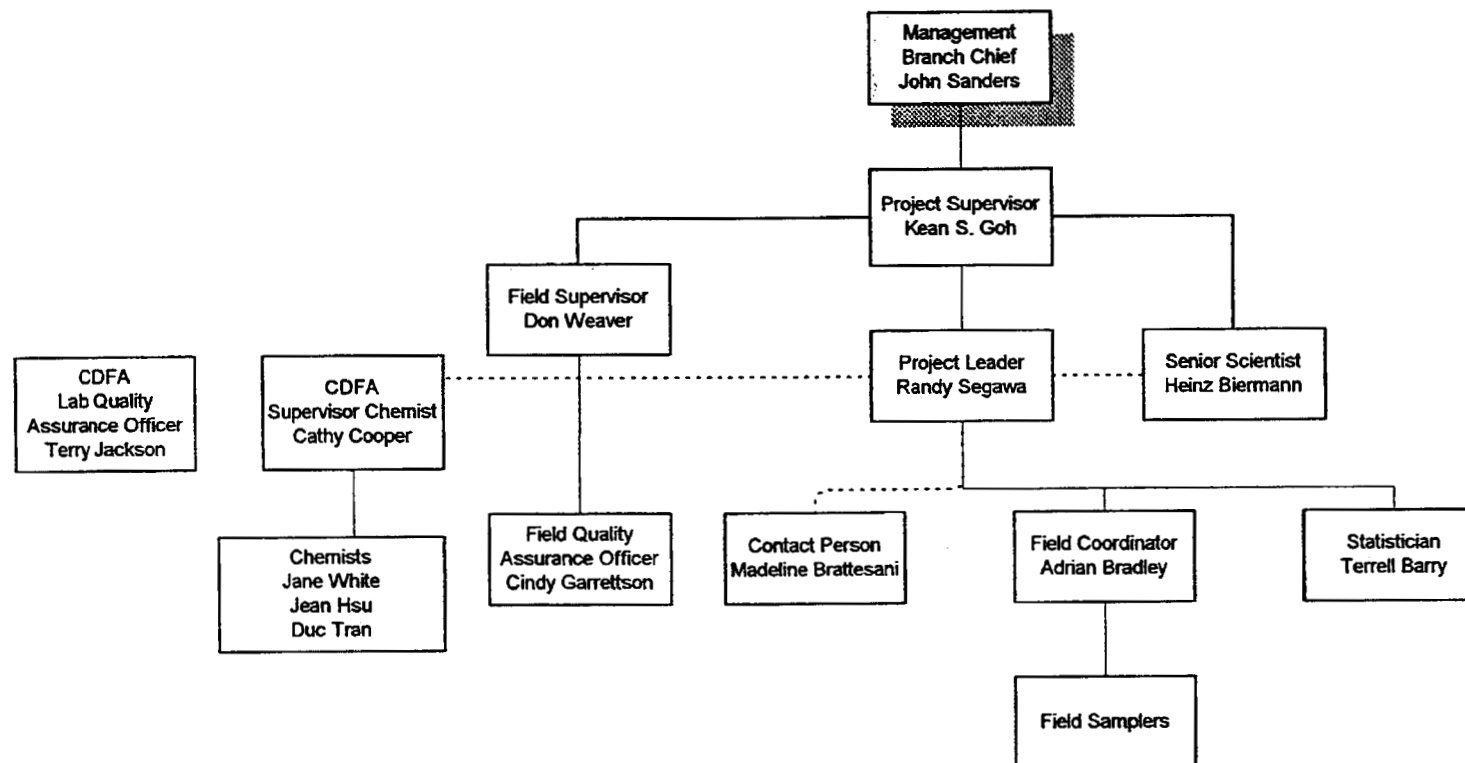 Management
Branch Chief
John Sanders
Project Supervisor
Kean S. Goh
Field Supervisor
Don Weaver
CDFA
Lab Quality
Assurance Officer
Terry Jackson
CDFA
Supervisor Chemist
Cathy Cooper
Project Leader
Randy Segawa
Senior Scientist
Heinz Biermann
Chemists
Jane White
Jean Hsu
Duc Tran
Field Quality
Assurance Officer
Cindy Garrettson
Contact Person
Madeline Brattesani
Field Coordinator
Adrian Bradley
Statistician
Terrell Barry
Field Samplers